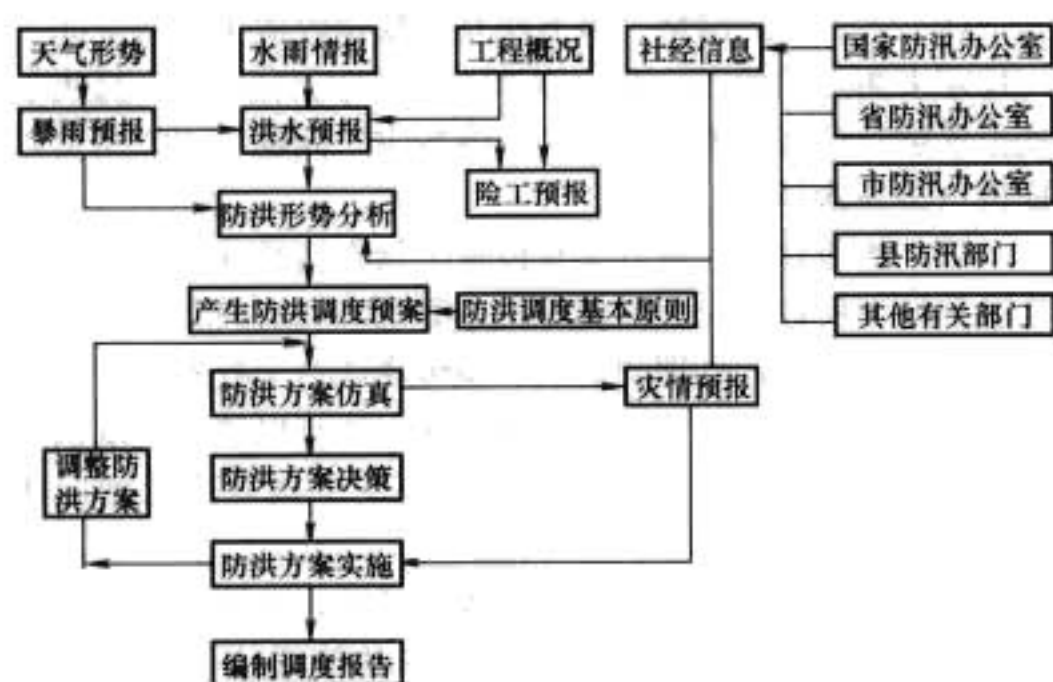 天气形势
水雨情报
工程概况
社经信息
国家防汛办公室
暴雨预报
洪水预报
省防汛办公室
险工预报
市防汛办公室
防洪形势分析
县防汛部门
产生防洪调度预案
防洪调度基本原则
其他有关部门
防洪方案仿真
灾情预报
调整防
洪方案
防洪方案决策
防洪方案实施
编制调度报告